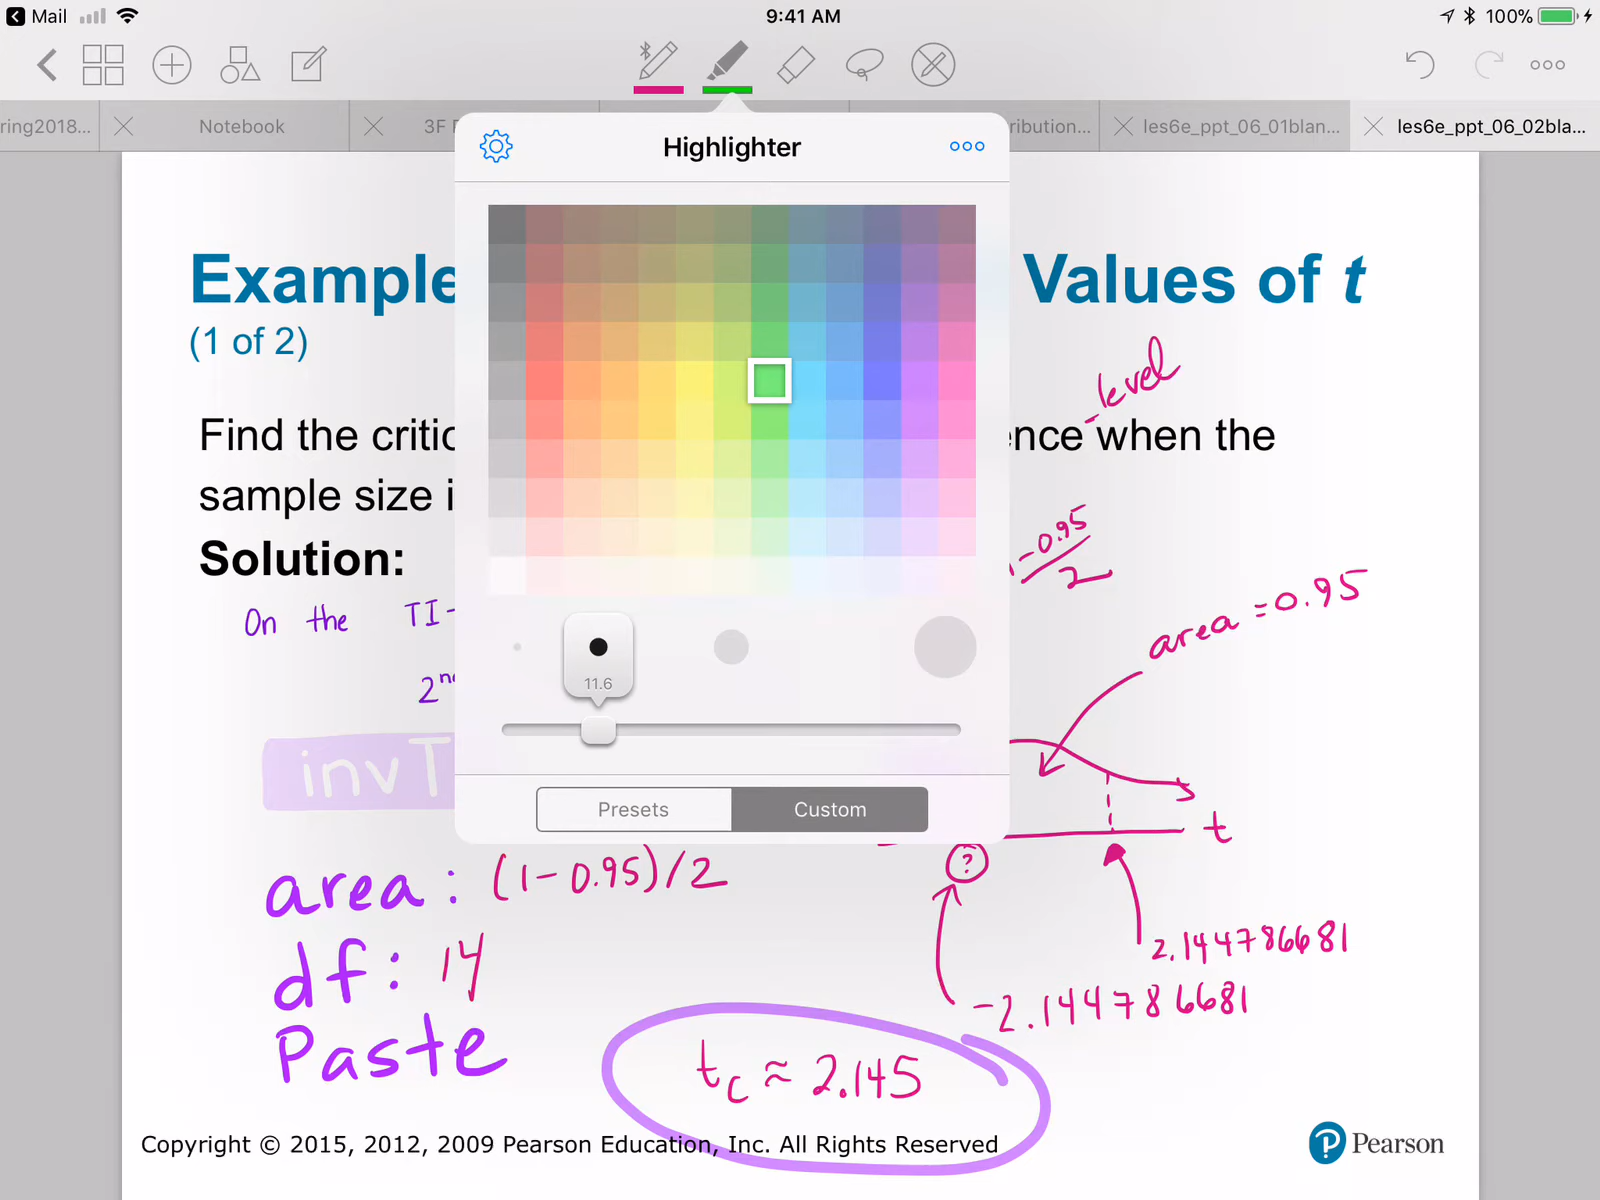 Mail 9:41 AM 100%
ring2018... Notebook 3F ribution... les6e_ppt_06_01blan... les6e_ppt_06_02bla...
Highlighter
Example Values of t
(1 of 2)
level
Find the critic ence when the
sample size i
-0.95
2
Solution:
area = 0.95
On the TI-
11.6
2nd
invT
Presets Custom
t
?
area: (1-0.95)/2
df: 14
2.144786681
-2.144786681
Paste
tc ≈ 2.145
Copyright © 2015, 2012, 2009 Pearson Education, Inc. All Rights Reserved
P Pearson